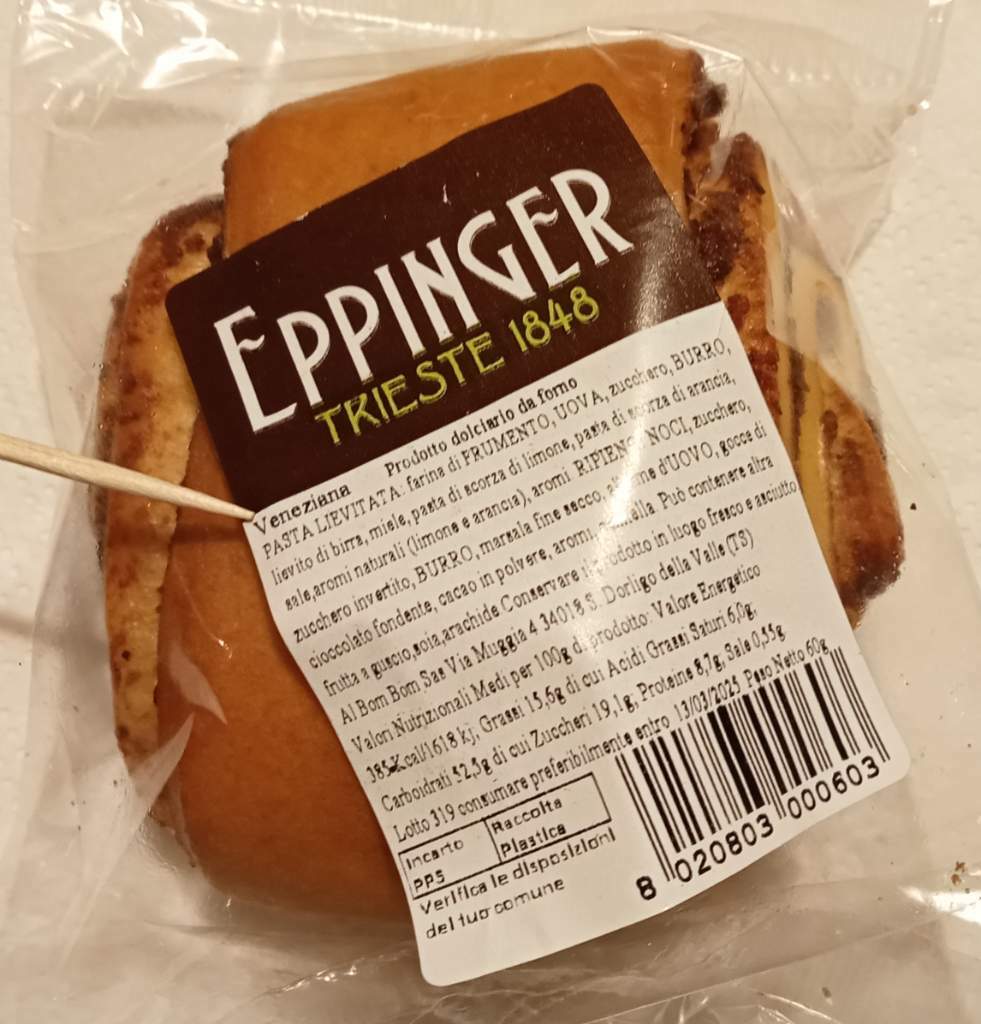 EPPINGER
TRIESTE 1848
Prodotto dolciario da forno
Veneziana
PASTA LIEVITATA: farina di FRUMENTO, UOVA, zucchero, BURRO,
lievito di birra, miele, pasta di scorza di limone, pasta di scorza di arancia,
sale,aromi naturali (limone e arancia), aromi. NOCI, zucchero,
zucchero invertito, BURRO, marsala fine secco, d'UOVO, gocce di
cioccolato fondente, cacao in polvere, aromi, Può contenere altra
frutta a guscio,soia,arachide Conservare il prodotto in luogo fresco e asciutto
Al Bom Bom Sas Via Muggia 4 34018 S. Dorligo della Valle (TS)
Valori Nutrizionali Medi per 100g di prodotto: Valore Energetico
385 Kcal/1618 kj, Grassi 15,6g di cui Acidi Grassi Saturi 6,0g,
Carboidrati 52,5g di cui Zuccheri 19,1g, Proteine 8,7g, Sale 0,55g
Lotto 319 consumare preferibilmente entro 13/03/2025 Peso Netto 60g
Incarto Raccolta
PP5 Plastica
Verifica le disposizioni
del tuo comune
8 020803 000603